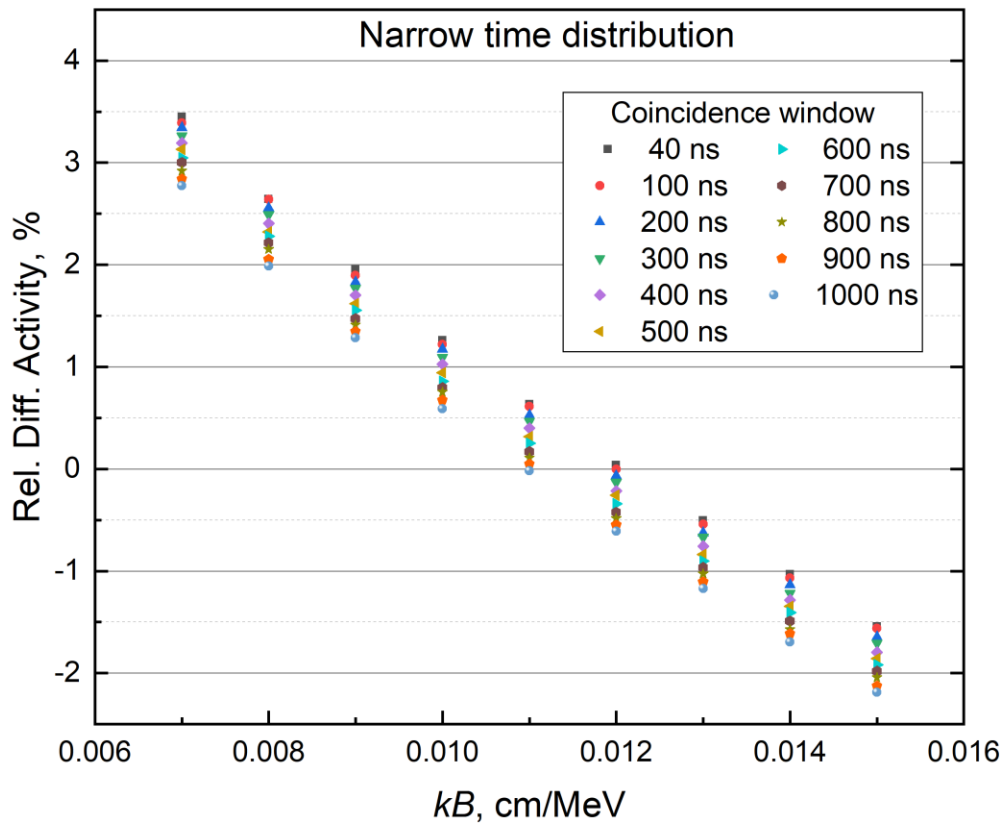 Narrow time distribution
4
3
2
1
0
-1
-2
Rel. Diff. Activity, %
Coincidence window
40 ns
100 ns
200 ns
300 ns
400 ns
500 ns
600 ns
700 ns
800 ns
900 ns
1000 ns
0.006
0.008
0.010
0.012
0.014
0.016
kB, cm/MeV